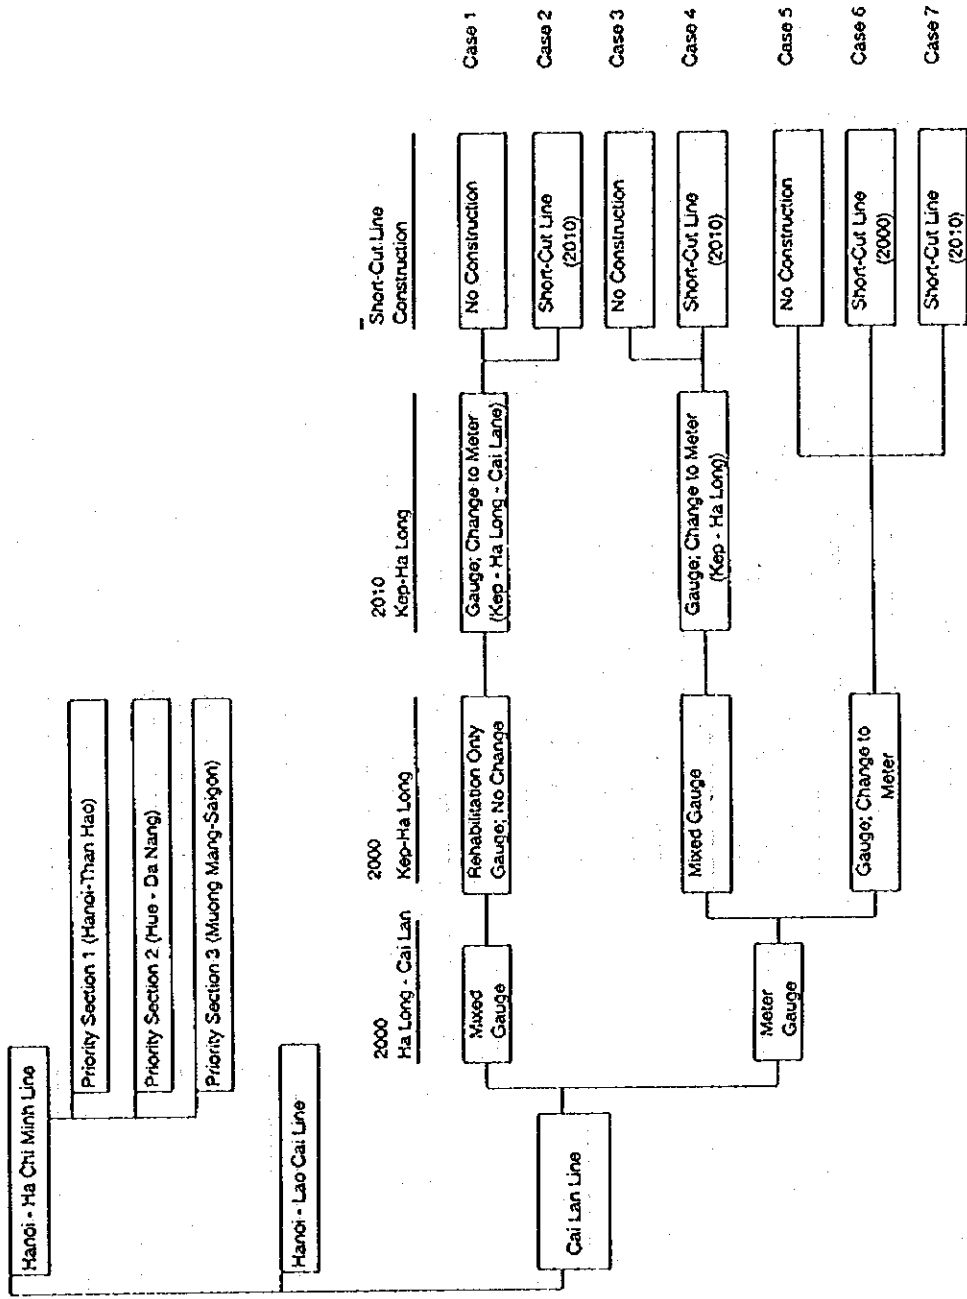 Hanoi - Ha Chi Minh Line
Priority Section 1 (Hanoi-Than Hao)
Priority Section 2 (Hue - Da Nang)
Priority Section 3 (Muong Mang-Saigon)
Hanoi - Lao Cai Line
Cai Lan Line
2000
Ha Long - Cai Lan
2000
Kep-Ha Long
2010
Kep-Ha Long
Short-Cut Line
Construction
Mixed
Gauge
Rehabilitation Only
Gauge; No Change
Gauge; Change to Meter
(Kep - Ha Long - Cai Lane)
No Construction
Case 1
Short-Cut Line
(2010)
Case 2
No Construction
Case 3
Meter
Gauge
Mixed Gauge
Gauge; Change to Meter
(Kep - Ha Long)
Short-Cut Line
(2010)
Case 4
No Construction
Case 5
Gauge; Change to
Meter
Short-Cut Line
(2000)
Case 6
Short-Cut Line
(2010)
Case 7